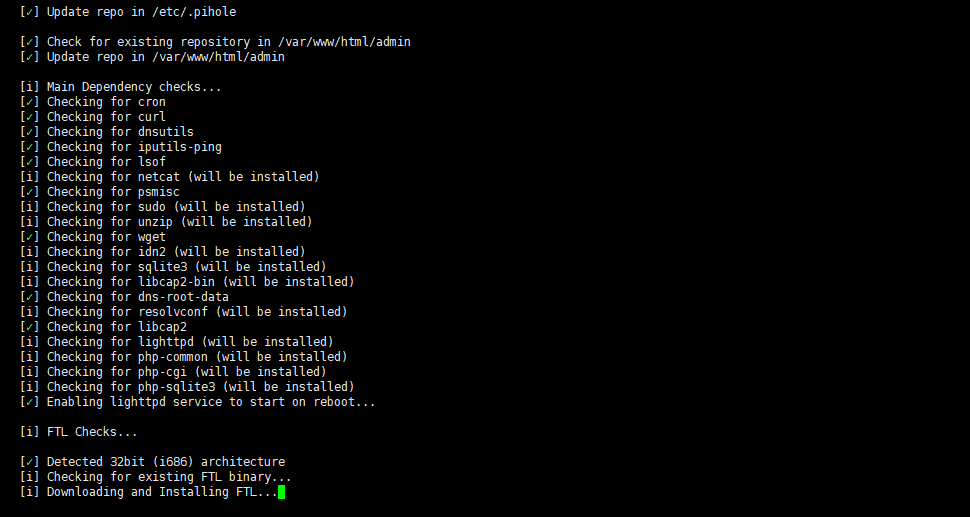 [✓] Update repo in /etc/.pihole
[✓] Check for existing repository in /var/www/html/admin
[✓] Update repo in /var/www/html/admin
[i] Main Dependency checks...
[✓] Checking for cron
[✓] Checking for curl
[✓] Checking for dnsutils
[✓] Checking for iputils-ping
[✓] Checking for lsof
[i] Checking for netcat (will be installed)
[✓] Checking for psmisc
[i] Checking for sudo (will be installed)
[i] Checking for unzip (will be installed)
[✓] Checking for wget
[i] Checking for idn2 (will be installed)
[i] Checking for sqlite3 (will be installed)
[i] Checking for libcap2-bin (will be installed)
[✓] Checking for dns-root-data
[i] Checking for resolvconf (will be installed)
[✓] Checking for libcap2
[i] Checking for lighttpd (will be installed)
[i] Checking for php-common (will be installed)
[i] Checking for php-cgi (will be installed)
[i] Checking for php-sqlite3 (will be installed)
[✓] Enabling lighttpd service to start on reboot...
[i] FTL Checks...
[✓] Detected 32bit (i686) architecture
[i] Checking for existing FTL binary...
[i] Downloading and Installing FTL...